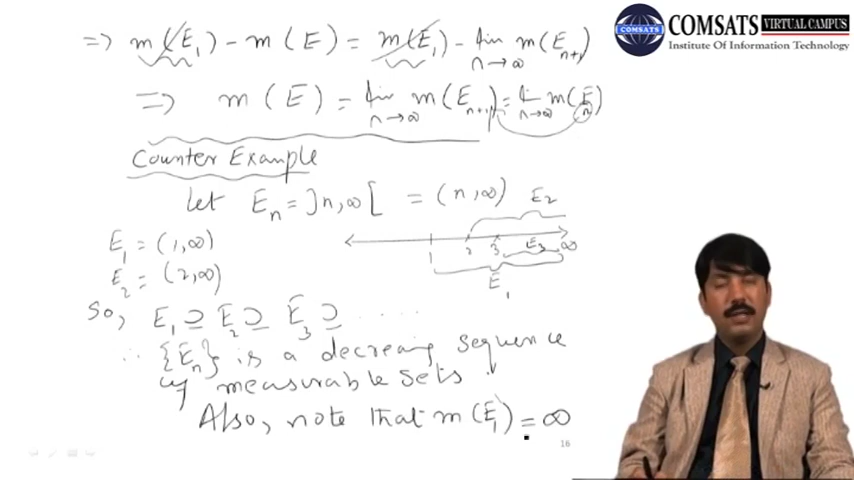 COMSATS VIRTUAL CAMPUS
Institute Of Information Technology
COMSATS
=> m(E₁) - m(E) = m(E₁) - lim m(Eₙ₊₁)
n→∞
=> m(E) = lim m(Eₙ₊₁) = lim m(Eₙ)
n→∞ n→∞
Counter Example
let Eₙ = ]n,∞[ = (n,∞)
E₂
E₁ = (1,∞)
1 2 3 E₃ ∞
E₂ = (2,∞)
E₁
So, E₁ ⊇ E₂ ⊇ E₃ ⊇ .....
∴ {Eₙ} is a decreasing sequence
of measurable sets.
Also, note that m(E₁) = ∞
16